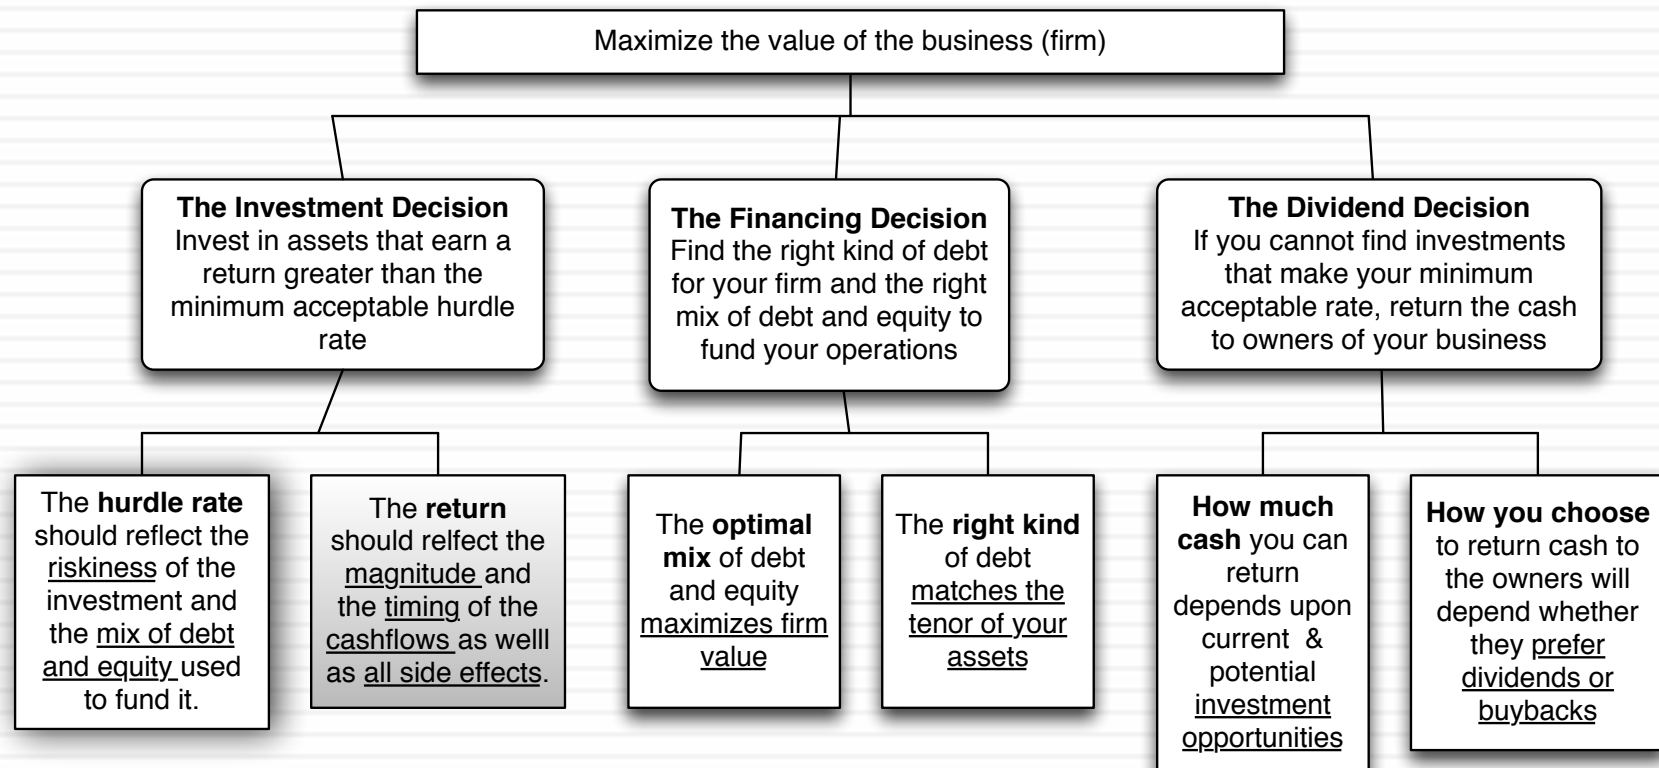 Maximize the value of the business (firm)
The Investment Decision
Invest in assets that earn a
return greater than the
minimum acceptable hurdle
rate
The Financing Decision
Find the right kind of debt
for your firm and the right
mix of debt and equity to
fund your operations
The Dividend Decision
If you cannot find investments
that make your minimum
acceptable rate, return the cash
to owners of your business
The hurdle rate
should reflect the
riskiness of the
investment and
the mix of debt
and equity used
to fund it.
The return
should relfect the
magnitude and
the timing of the
cashflows as welll
as all side effects.
The optimal
mix of debt
and equity
maximizes firm
value
The right kind
of debt
matches the
tenor of your
assets
How much
cash you can
return
depends upon
current & 
potential
investment
opportunities
How you choose
to return cash to
the owners will
depend whether
they prefer
dividends or
buybacks